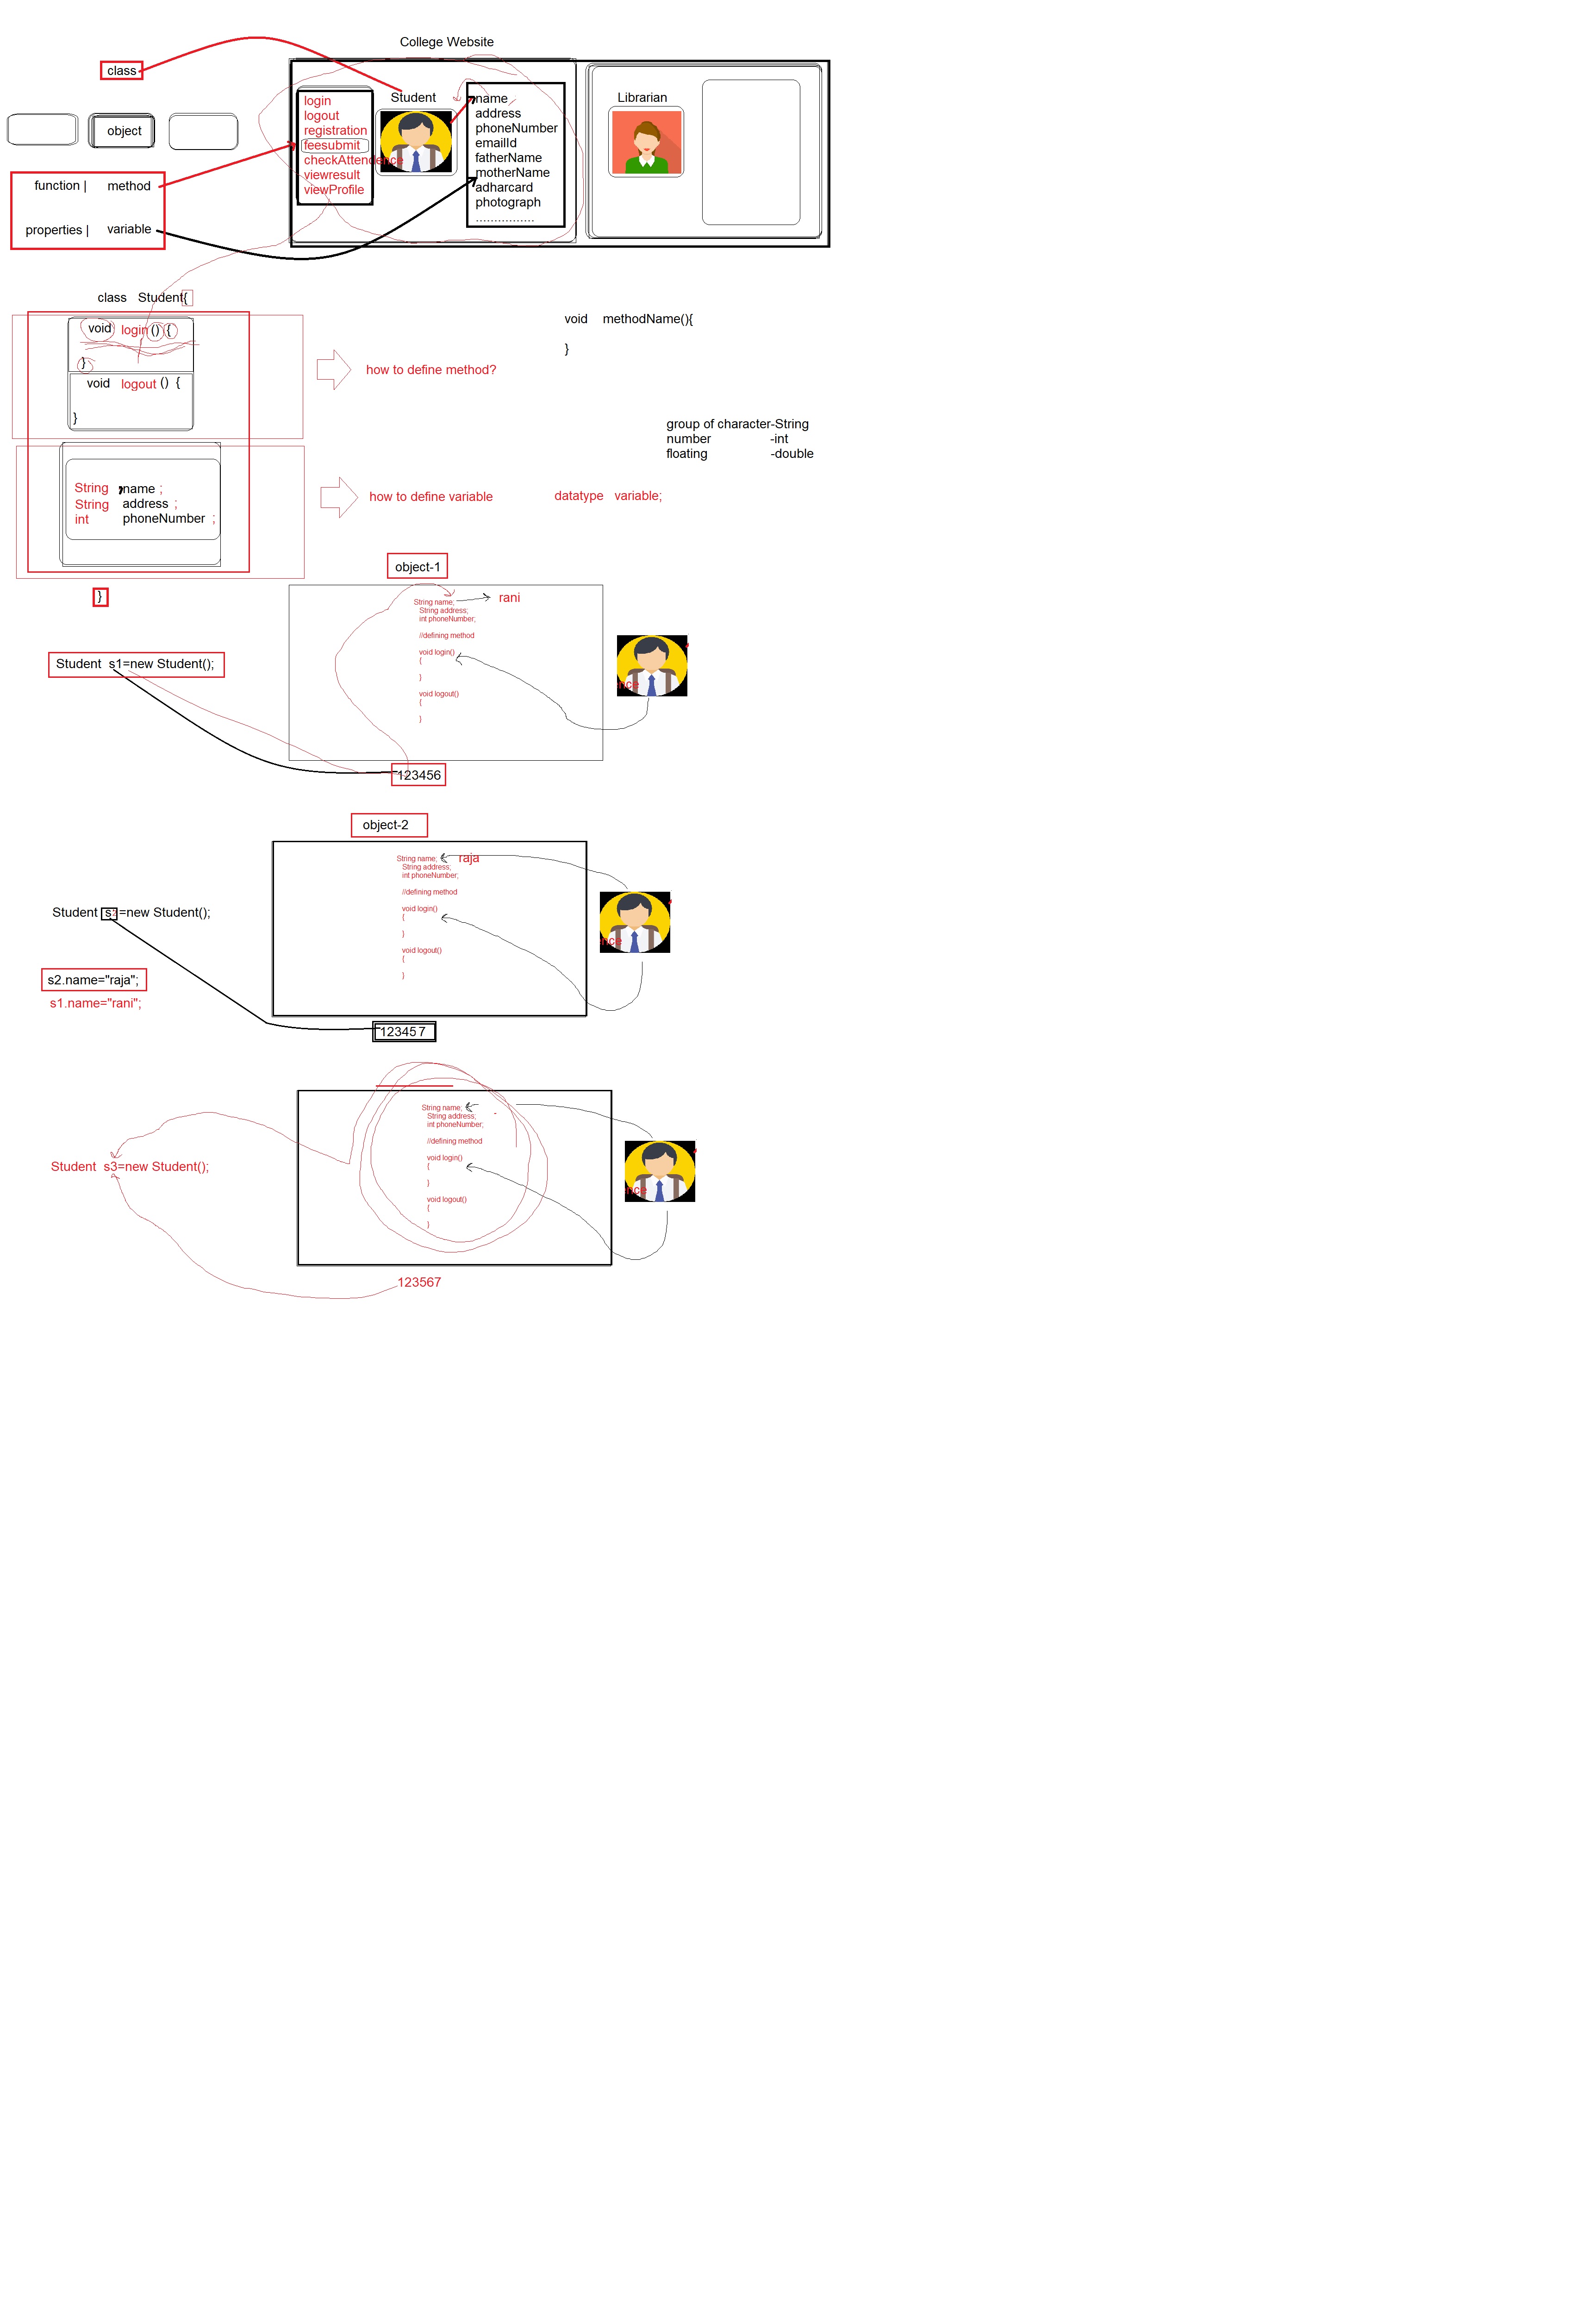 College Website
class
Student
Librarian
object
login
logout
registration
feesubmit
checkAttendence
viewresult
viewProfile
name
address
phoneNumber
emailId
fatherName
motherName
adharcard
photograph
................
function | method
properties | variable
class Student{
void login () {
}
void logout () {
}
how to define method?
void methodName(){
}
group of character-String
number -int
floating -double
String name ;
String address ;
int phoneNumber ;
how to define variable
datatype variable;
}
object-1
String name;
rani
String address;
int phoneNumber;
//defining method
void login()
{
}
void logout()
{
}
nce
Student s1=new Student();
123456
object-2
String name;
raja
String address;
int phoneNumber;
//defining method
void login()
{
}
void logout()
{
}
nce
Student s2=new Student();
s2.name="raja";
s1.name="rani";
123457
String name;
String address;
int phoneNumber;
//defining method
void login()
{
}
void logout()
{
}
nce
Student s3=new Student();
123567